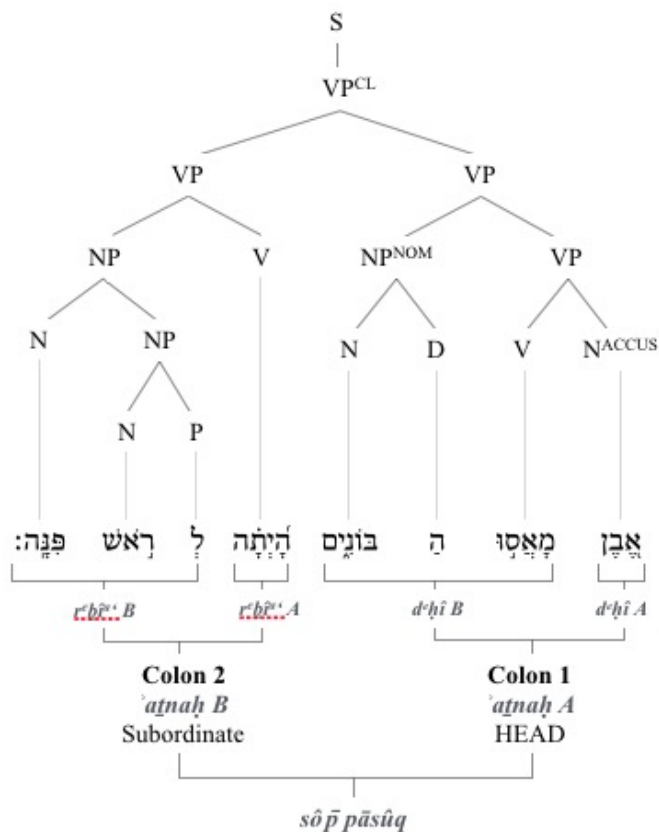 S
VP^CL
VP VP
NP V NP^NOM VP
N NP N D V N^ACCUS
N P
אֶ֭בֶן מָאֲס֣וּ הַ בּוֹנִ֑ים הָ֝יְתָ֗ה לְ רֹ֣אשׁ פִּנָּֽה׃
rᵉbîᵃʿ B rᵉbîᵃʿ A dᵉḥî B dᵉḥî A
Colon 2 Colon 1
ʾaṯnaḥ B ʾaṯnaḥ A
Subordinate HEAD
sôp̄ pāsûq